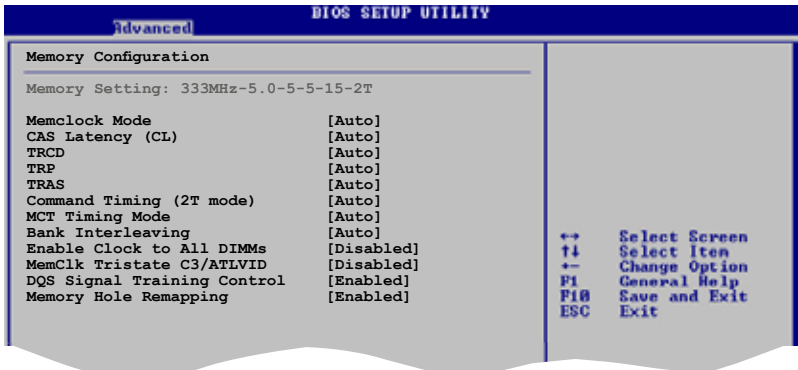 BIOS SETUP UTILITY
Advanced
Memory Configuration
Memory Setting: 333MHz-5.0-5-5-15-2T
Memclock Mode [Auto]
CAS Latency (CL) [Auto]
TRCD [Auto]
TRP [Auto]
TRAS [Auto]
Command Timing (2T mode) [Auto]
MCT Timing Mode [Auto]
Bank Interleaving [Auto]
Enable Clock to All DIMMs [Disabled]
MemClk Tristate C3/ATLVID [Disabled]
DQS Signal Training Control [Enabled]
Memory Hole Remapping [Enabled]
↔ Select Screen
↑↓ Select Item
+- Change Option
F1 General Help
F10 Save and Exit
ESC Exit